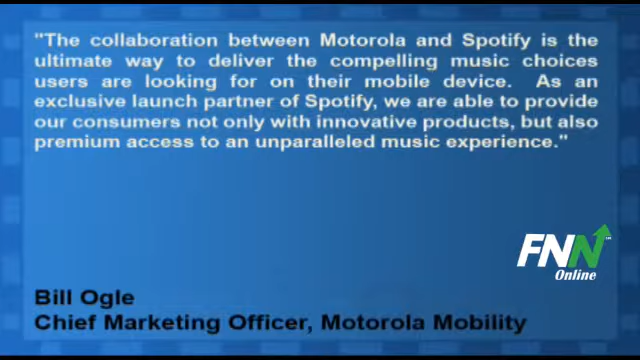 "The collaboration between Motorola and Spotify is the
ultimate way to deliver the compelling music choices
users are looking for on their mobile device. As an
exclusive launch partner of Spotify, we are able to provide
our consumers not only with innovative products, but also
premium access to an unparalleled music experience."
FNN
Online
Bill Ogle
Chief Marketing Officer, Motorola Mobility